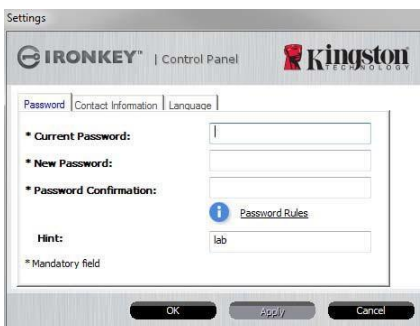 Settings
IRONKEY™ | Control Panel
Kingston
TECHNOLOGY
Password Contact Information Language
* Current Password:
* New Password:
* Password Confirmation:
i Password Rules
Hint: lab
* Mandatory field
OK Apply Cancel